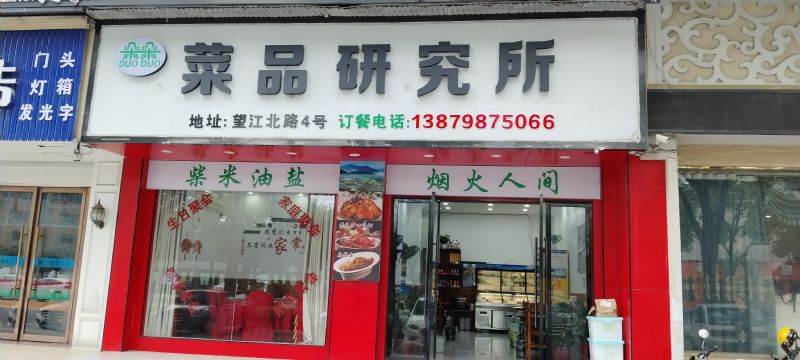 门头
灯箱
发光字
朵朵
DUO DUO
菜品研究所
地址: 望江北路4号 订餐电话:13879875066
柴米油盐
烟火人间
生日聚会
家庭聚会
家常